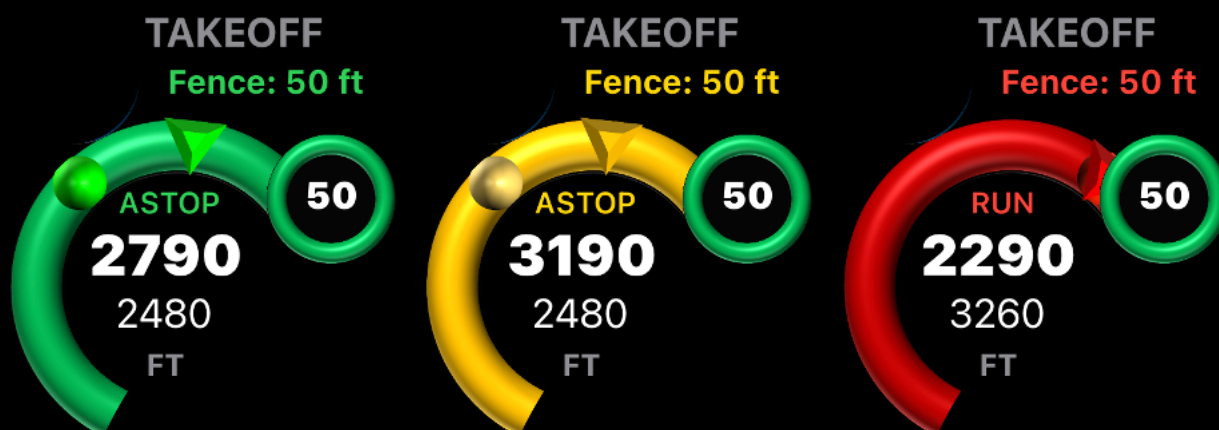 TAKEOFF
Fence: 50 ft
50
ASTOP
2790
2480
FT
TAKEOFF
Fence: 50 ft
50
ASTOP
3190
2480
FT
TAKEOFF
Fence: 50 ft
50
RUN
2290
3260
FT